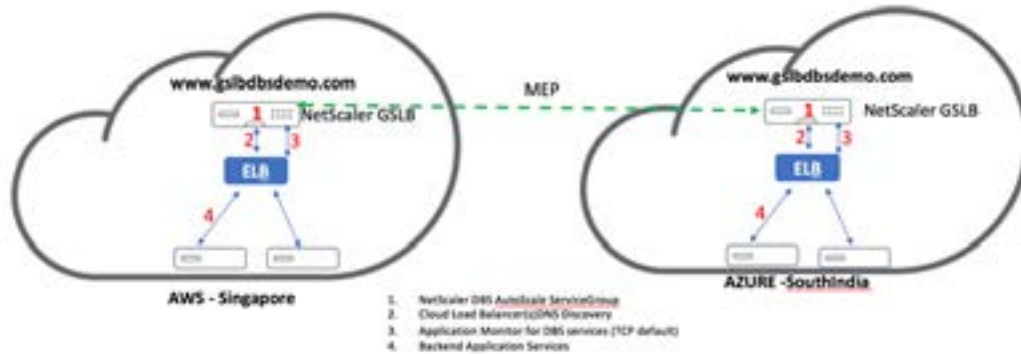 www.gslbdbsdemo.com
www.gslbdbsdemo.com
MEP
1
NetScaler GSLB
1
NetScaler GSLB
2
3
2
3
ELB
ELB
4
4
AWS - Singapore
AZURE -SouthIndia
1. NetScaler DBS AutoScale ServiceGroup
2. Cloud Load Balancer(s)DNS Discovery
3. Application Monitor for DBS services (TCP default)
4. Backend Application Services